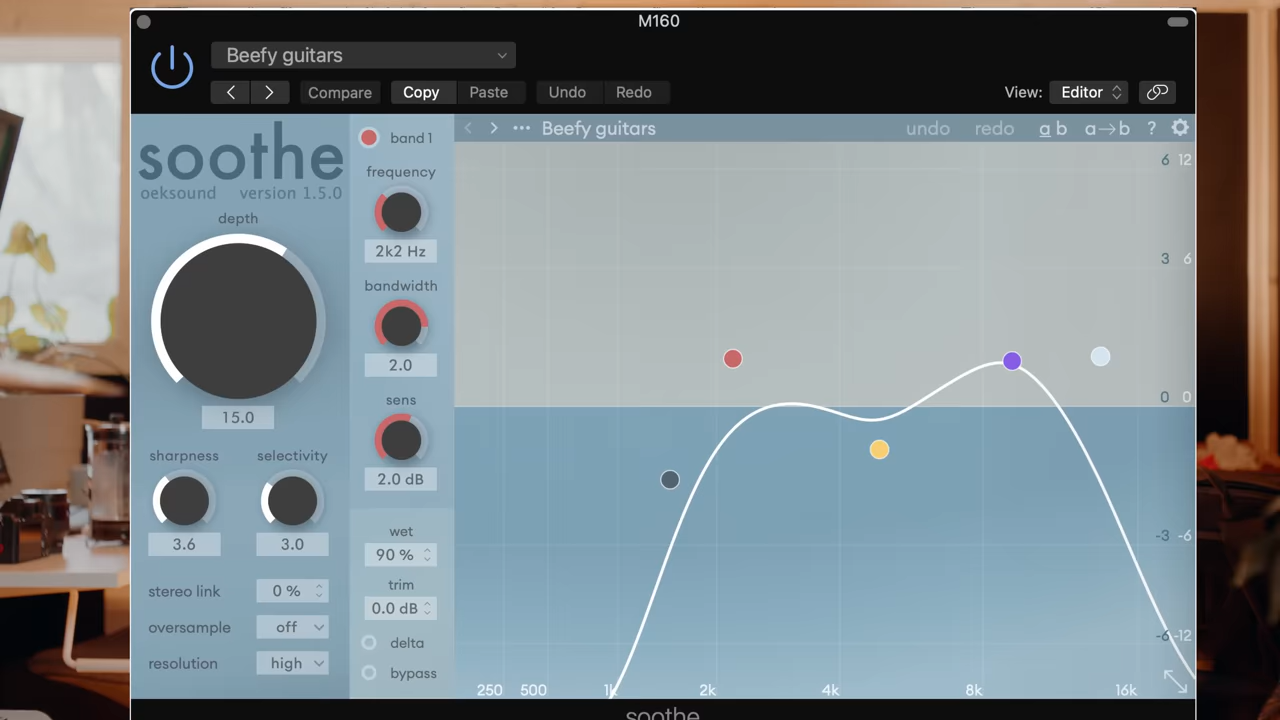 M160
Beefy guitars
Compare Copy Paste Undo Redo View: Editor
soothe
oeksound version 1.5.0
depth
15.0
sharpness selectivity
3.6 3.0
stereo link 0 %
oversample off
resolution high
band 1
frequency
2k2 Hz
bandwidth
2.0
sens
2.0 dB
wet
90 %
trim
0.0 dB
delta
bypass
Beefy guitars undo redo a b a→b ?
6 12
3 6
0 0
-3 -6
-6 -12
250 500 1k 2k 4k 8k 16k
soothe